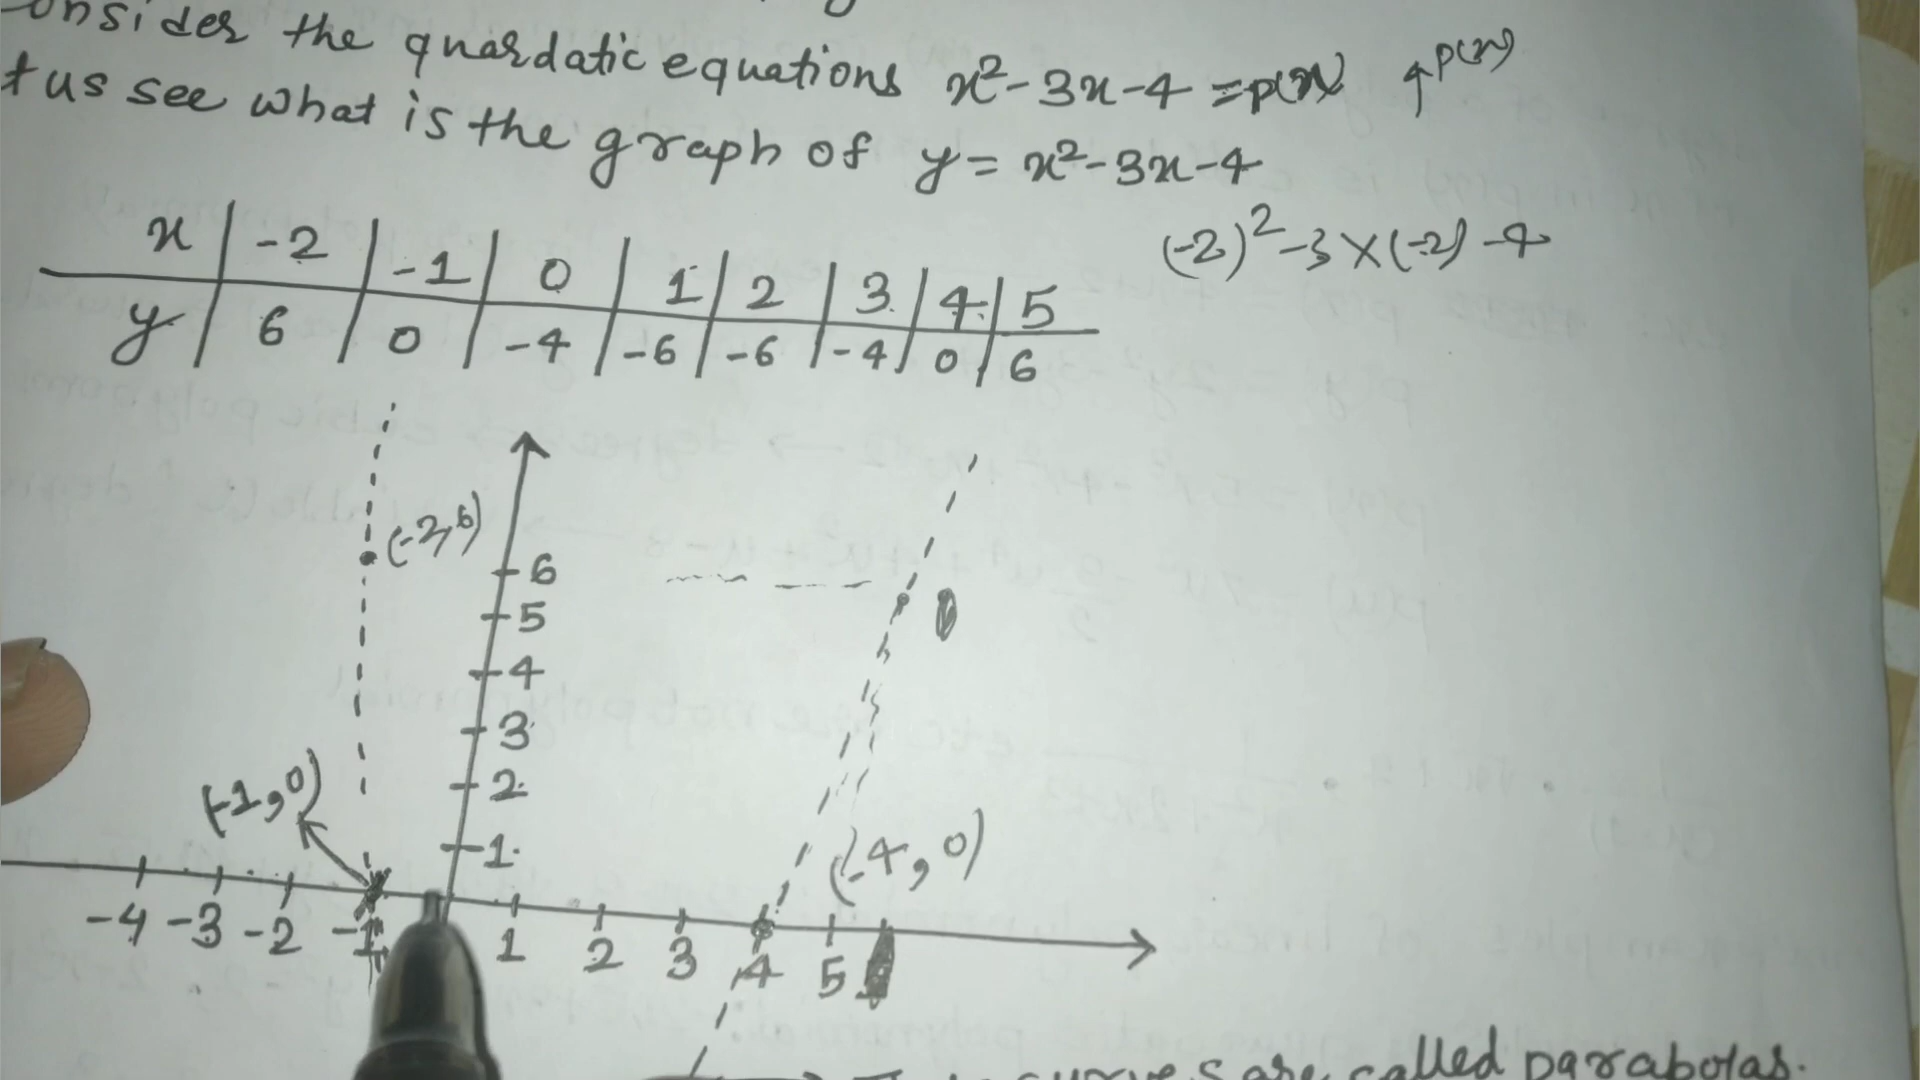 onsider the quardatic equations x²-3x-4 = p(x) ↑p(x)
t us see what is the graph of y = x²-3x-4
(-2)²-3×(-2)-4
x | -2 | -1 | 0 | 1 | 2 | 3 | 4 | 5
y | 6 | 0 | -4 | -6 | -6 | -4 | 0 | 6
(-2,6)
6
5
4
3
2
1
(-1,0)
(-4,0)
-4 -3 -2 -1 1 2 3 4 5
curves are called parabolas.